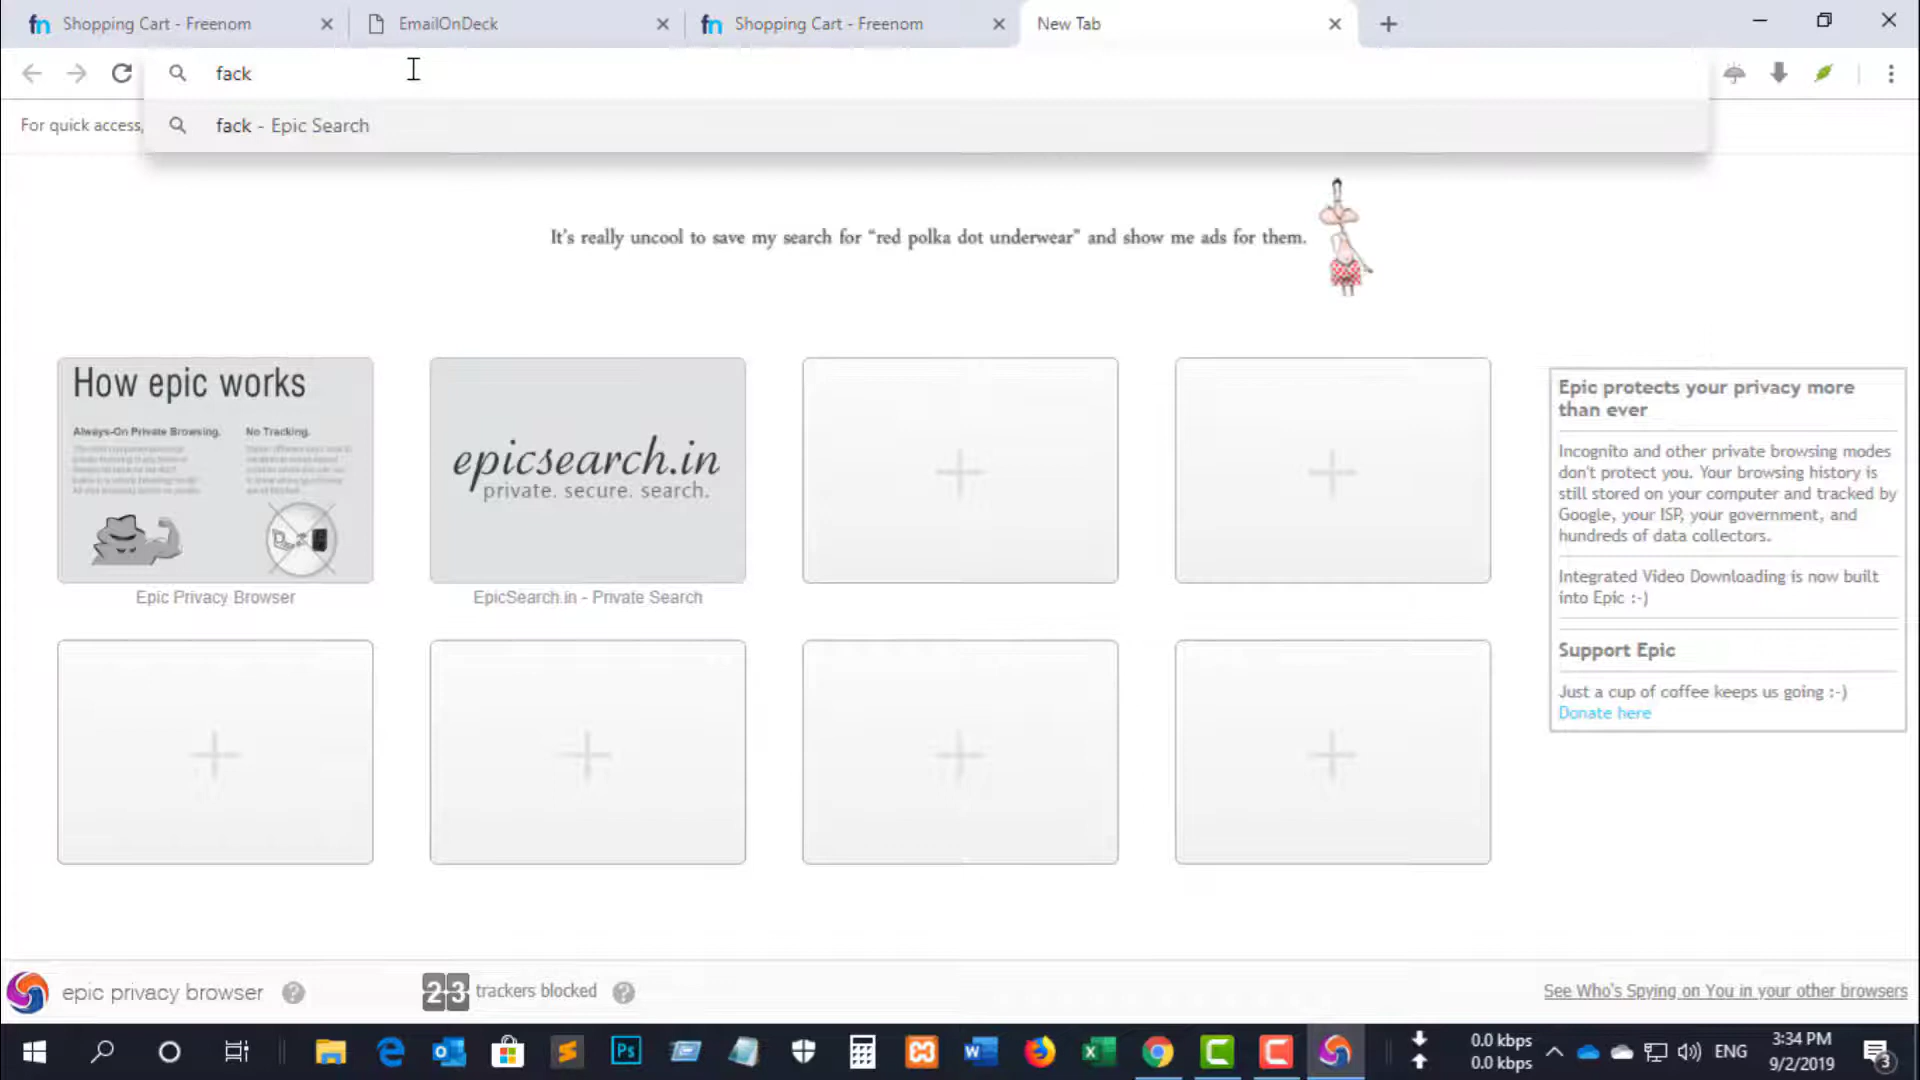 fn Shopping Cart - Freenom
EmailOnDeck
fn Shopping Cart - Freenom
New Tab
fack
fack - Epic Search
For quick access,
It's really uncool to save my search for “red polka dot underwear” and show me ads for them.
How epic works
Always-On Private Browsing.
No Tracking.
Epic Privacy Browser
epicsearch.in
private. secure. search.
EpicSearch.in - Private Search
Epic protects your privacy more
than ever
Incognito and other private browsing modes
don't protect you. Your browsing history is
still stored on your computer and tracked by
Google, your ISP, your government, and
hundreds of data collectors.
Integrated Video Downloading is now built
into Epic :-)
Support Epic
Just a cup of coffee keeps us going :-)
Donate here
epic privacy browser ?
23 trackers blocked ?
See Who's Spying on You in your other browsers
Ps
0.0 kbps
0.0 kbps
ENG
3:34 PM
9/2/2019
3